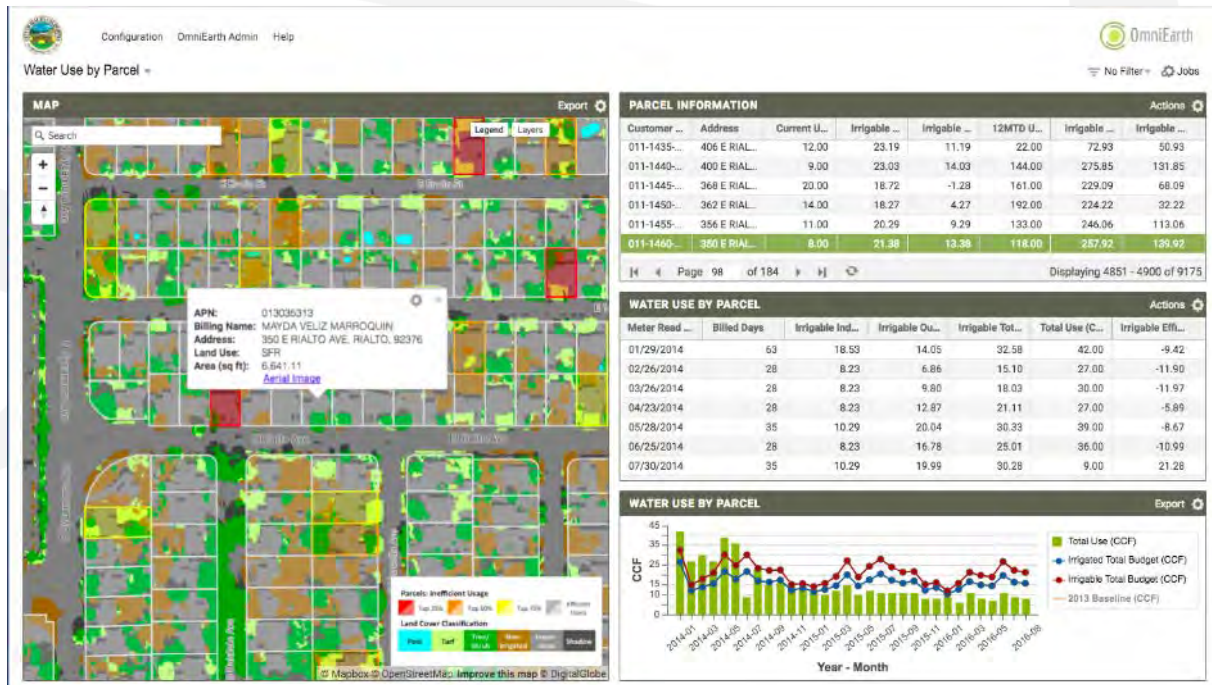 Configuration OmniEarth Admin Help
OmniEarth
Water Use by Parcel
No Filter Jobs
MAP Export
Search
Legend Layers
+
-
APN: 013035313
Billing Name: MAYDA VELIZ MARROQUIN
Address: 350 E RIALTO AVE, RIALTO, 92376
Land Use: SFR
Area (sq ft): 6,641.11
Aerial Image
Parcels: Inefficient Usage
Efficient
Land Cover Classification
Pool Turf Shadow
© Mapbox © OpenStreetMap Improve this map © DigitalGlobe
PARCEL INFORMATION Actions
Customer ... Address Current U... Irrigable ... Irrigable ... 12MTD U... Irrigable ... Irrigable ...
011-1435-... 406 E RIAL... 12.00 23.19 11.19 22.00 72.93 50.93
011-1440-... 400 E RIAL... 9.00 23.03 14.03 144.00 275.85 131.85
011-1445-... 368 E RIAL... 20.00 18.72 -1.28 161.00 229.09 68.09
011-1450-... 362 E RIAL... 14.00 18.27 4.27 192.00 224.22 32.22
011-1455-... 356 E RIAL... 11.00 20.29 9.29 133.00 246.06 113.06
011-1460-... 350 E RIAL... 8.00 21.38 13.38 118.00 257.92 139.92
Page 98 of 184 Displaying 4851 - 4900 of 9175
WATER USE BY PARCEL Actions
Meter Read ... Billed Days Irrigable Ind... Irrigable Ou... Irrigable Tot... Total Use (C... Irrigable Effi...
01/29/2014 63 18.53 14.05 32.58 42.00 -9.42
02/26/2014 28 8.23 6.86 15.10 27.00 -11.90
03/26/2014 28 8.23 9.80 18.03 30.00 -11.97
04/23/2014 28 8.23 12.87 21.11 27.00 -5.89
05/28/2014 35 10.29 20.04 30.33 39.00 -8.67
06/25/2014 28 8.23 16.78 25.01 36.00 -10.99
07/30/2014 35 10.29 19.99 30.28 9.00 21.28
WATER USE BY PARCEL Export
CCF
45
35
25
15
10
0
2014-01 2014-03 2014-05 2014-07 2014-09 2014-11 2015-01 2015-03 2015-05 2015-07 2015-09 2015-11 2016-01 2016-03 2016-05 2016-08
Year - Month
Total Use (CCF)
Irrigated Total Budget (CCF)
Irrigable Total Budget (CCF)
2013 Baseline (CCF)